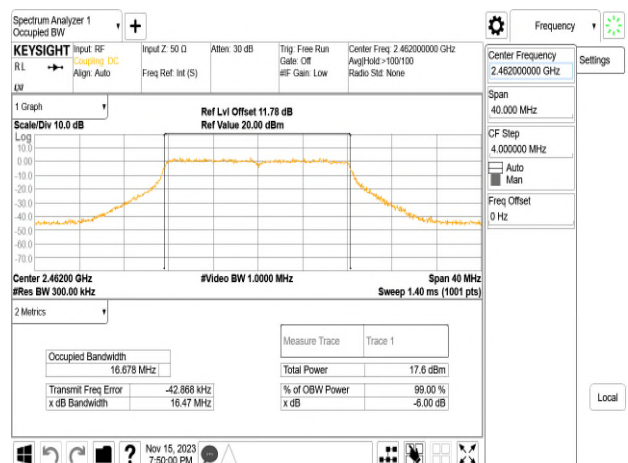 Spectrum Analyzer 1
Occupied BW
+
Frequency
KEYSIGHT
RL
Input: RF
Coupling: DC
Align: Auto
Input Z: 50 Ω
Freq Ref: Int (S)
Atten: 30 dB
Trig: Free Run
Gate: Off
#IF Gain: Low
Center Freq: 2.462000000 GHz
Avg|Hold:>100/100
Radio Std: None
Center Frequency
2.462000000 GHz
Settings
Span
40.000 MHz
CF Step
4.000000 MHz
Auto
Man
Freq Offset
0 Hz
1 Graph
Scale/Div 10.0 dB
Ref Lvl Offset 11.78 dB
Ref Value 20.00 dBm
Log
10.0
0.00
-10.0
-20.0
-30.0
-40.0
-50.0
-60.0
-70.0
Center 2.46200 GHz
#Res BW 300.00 kHz
#Video BW 1.0000 MHz
Span 40 MHz
Sweep 1.40 ms (1001 pts)
2 Metrics
Measure Trace Trace 1
Occupied Bandwidth
16.678 MHz
Total Power 17.6 dBm
Transmit Freq Error -42.868 kHz
% of OBW Power 99.00 %
x dB Bandwidth 16.47 MHz
x dB -6.00 dB
Local
?
Nov 15, 2023
7:50:00 PM